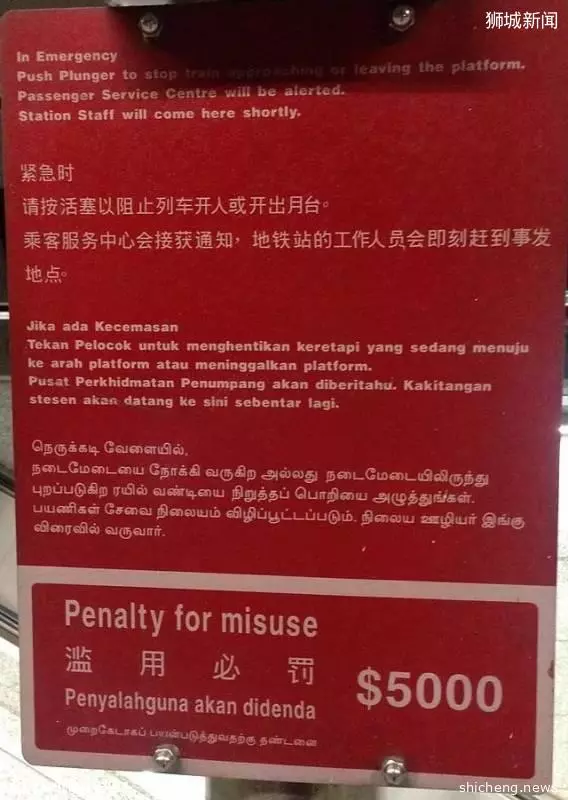 狮城新闻
In Emergency
Push Plunger to stop train approaching or leaving the platform.
Passenger Service Centre will be alerted.
Station Staff will come here shortly.
紧急时
请按活塞以阻止列车开人或开出月台。
乘客服务中心会接获通知，地铁站的工作人员会即刻赶到事发
地点。
Jika ada Kecemasan
Tekan Pelocok untuk menghentikan keretapi yang sedang menuju
ke arah platform atau meninggalkan platform.
Pusat Perkhidmatan Penumpang akan diberitahu. Kakitangan
stesen akan datang ke sini sebentar lagi.
நெருக்கடி வேளையில்,
நடைமேடையை நோக்கி வருகிற அல்லது நடைமேடையிலிருந்து
புறப்படுகிற ரயில் வண்டியை நிறுத்தப் பொறியை அழுத்துங்கள்.
பயணிகள் சேவை நிலையம் விழிப்பூட்டப்படும். நிலைய ஊழியர் இங்கு
விரைவில் வருவார்.
Penalty for misuse
滥用必罚
$5000
Penyalahguna akan didenda
முறைகேடாகப் பயன்படுத்துவதற்கு தண்டனை
shicheng.news